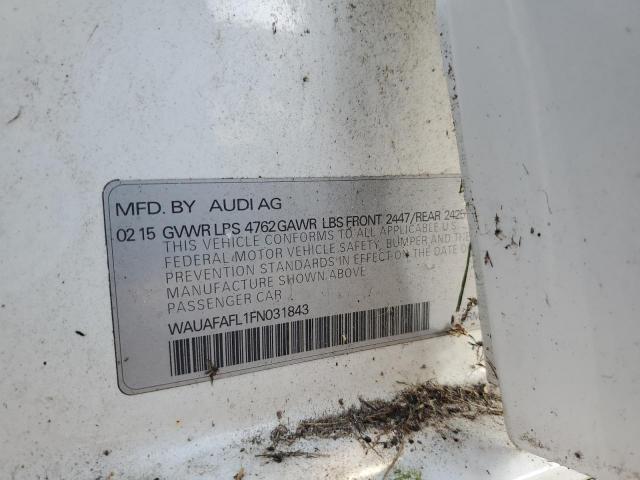 MFD. BY AUDI AG
02 15 GVWR LPS 4762 GAWR LBS FRONT 2447/REAR 2425
THIS VEHICLE CONFORMS TO ALL APPLICABLE U.S.
FEDERAL MOTOR VEHICLE SAFETY, BUMPER AND
PREVENTION STANDARDS IN EFFECT ON THE DATE
MANUFACTURE SHOWN ABOVE
PASSENGER CAR
WAUAFAFL1FN031843